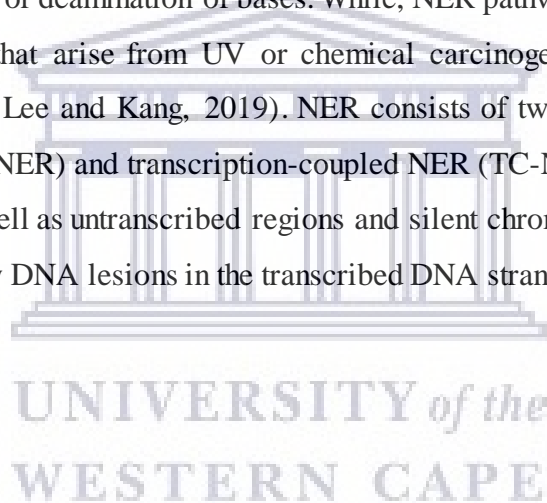 or deamination of bases. While, NER pathw
that arise from UV or chemical carcinoge
Lee and Kang, 2019). NER consists of tw
NER) and transcription-coupled NER (TC-N
ell as untranscribed regions and silent chron
DNA lesions in the transcribed DNA stran
UNIVERSITY of the
WESTERN CAPE